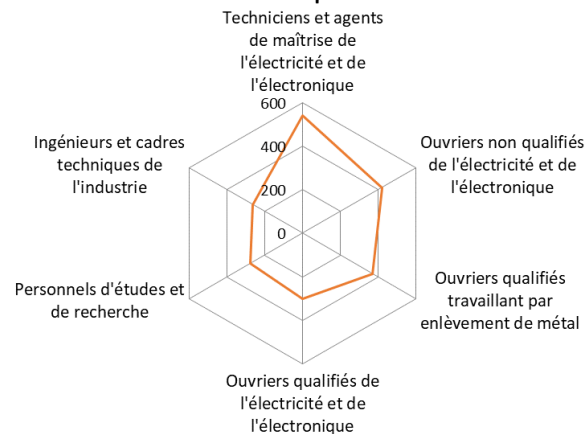 Techniciens et agents
de maîtrise de
l'électricité et de
l'électronique
600
400
200
0
Ouvriers non qualifiés
de l'électricité et de
l'électronique
Ouvriers qualifiés
travaillant par
enlèvement de métal
Ouvriers qualifiés de
l'électricité et de
l'électronique
Personnels d'études et
de recherche
Ingénieurs et cadres
techniques de
l'industrie